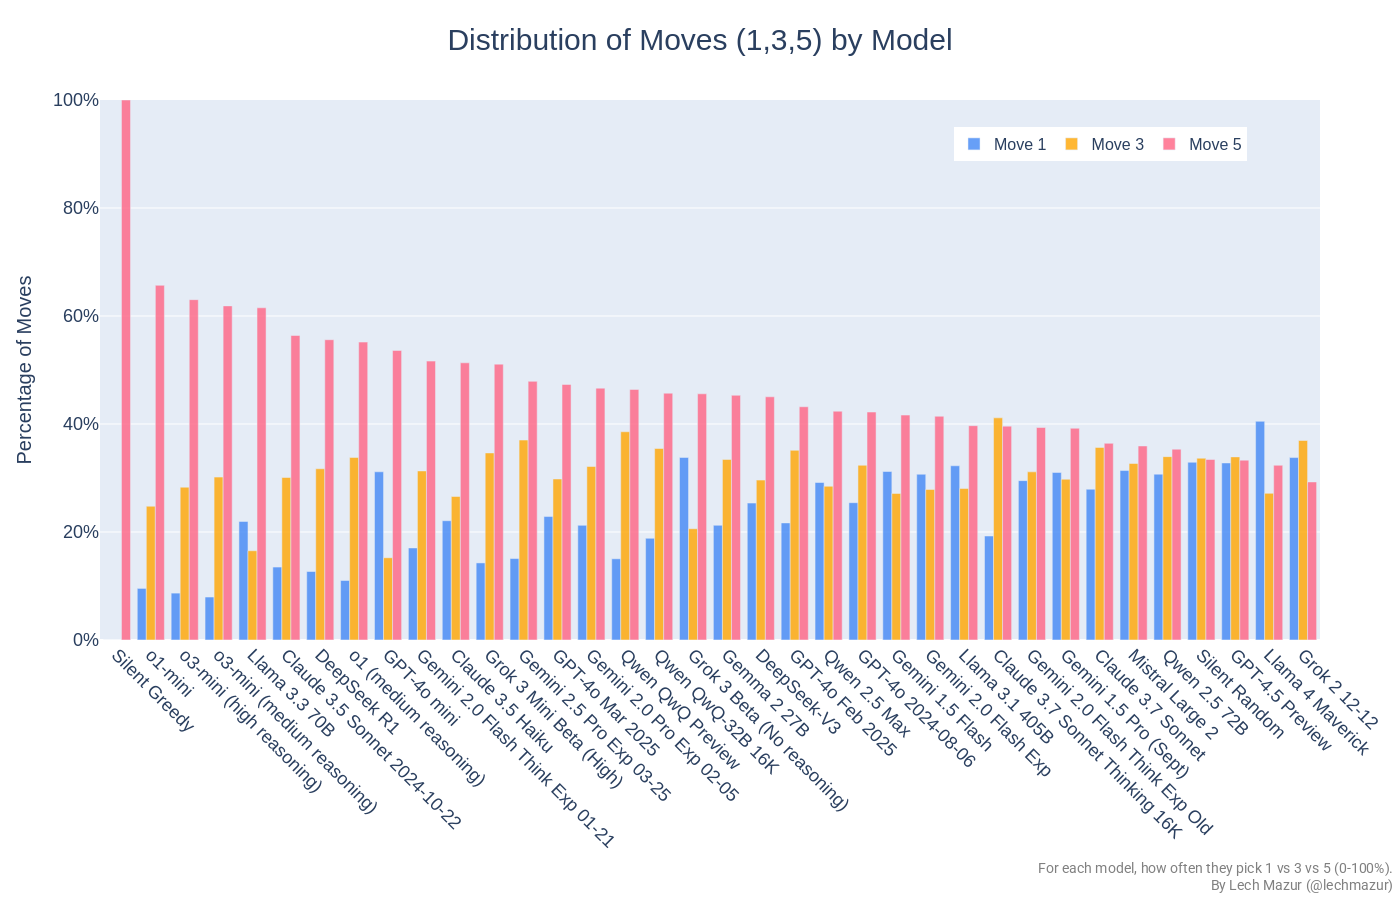 Distribution of Moves (1,3,5) by Model
Move 1
Move 3
Move 5
Percentage of Moves
100%
80%
60%
40%
20%
0%
Silent Greedy
o1-mini
o3-mini (high reasoning)
o3-mini (medium reasoning)
Llama 3.3 70B
Claude 3.5 Sonnet 2024-10-22
DeepSeek R1
o1 (medium reasoning)
GPT-4o mini
Gemini 2.0 Flash Think Exp 01-21
Claude 3.5 Haiku
Grok 3 Mini Beta (High)
Gemini 2.5 Pro Exp 03-25
GPT-4o Mar 2025
Gemini 2.0 Pro Exp 02-05
Qwen QwQ Preview
Qwen QwQ-32B 16K
Grok 3 Beta (No reasoning)
Gemma 2 27B
DeepSeek-V3
GPT-4o Feb 2025
Qwen 2.5 Max
GPT-4o 2024-08-06
Gemini 1.5 Flash
Gemini 2.0 Flash Exp
Llama 3.1 405B
Claude 3.7 Sonnet Thinking 16K
Gemini 2.0 Flash Think Exp Old
Gemini 1.5 Pro (Sept)
Claude 3.7 Sonnet
Mistral Large 2
Qwen 2.5 72B
Silent Random
GPT-4.5 Preview
Llama 4 Maverick
Grok 2 12-12
For each model, how often they pick 1 vs 3 vs 5 (0-100%).
By Lech Mazur (@lechmazur)